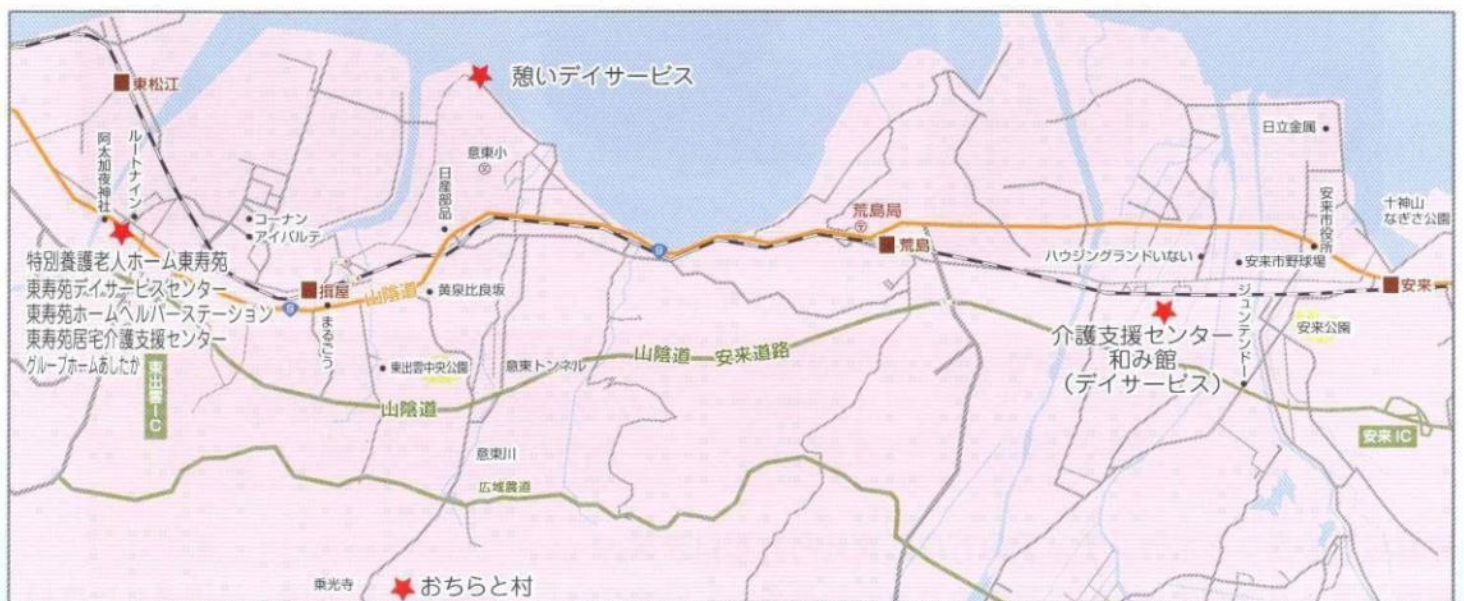 東松江
憩いデイサービス
阿太加夜神社
ルートナイン
意東小
日産部品
コーナン
アイパルテ
日立金属
十神山
なぎさ公園
荒島局
荒島
安来市役所
ハウジングランドいない
安来市野球場
安来
特別養護老人ホーム東寿苑
東寿苑デイサービスセンター
東寿苑ホームヘルパーステーション
東寿苑居宅介護支援センター
グループホームあしたか
揖屋
山陰道
黄泉比良坂
9
9
9
まるごう
東出雲中央公園
意東トンネル
山陰道 安来道路
山陰道
東出雲IC
介護支援センター
和み館
(デイサービス)
ジュンテンドー
安来公園
安来IC
意東川
広域農道
乗光寺
おちらと村